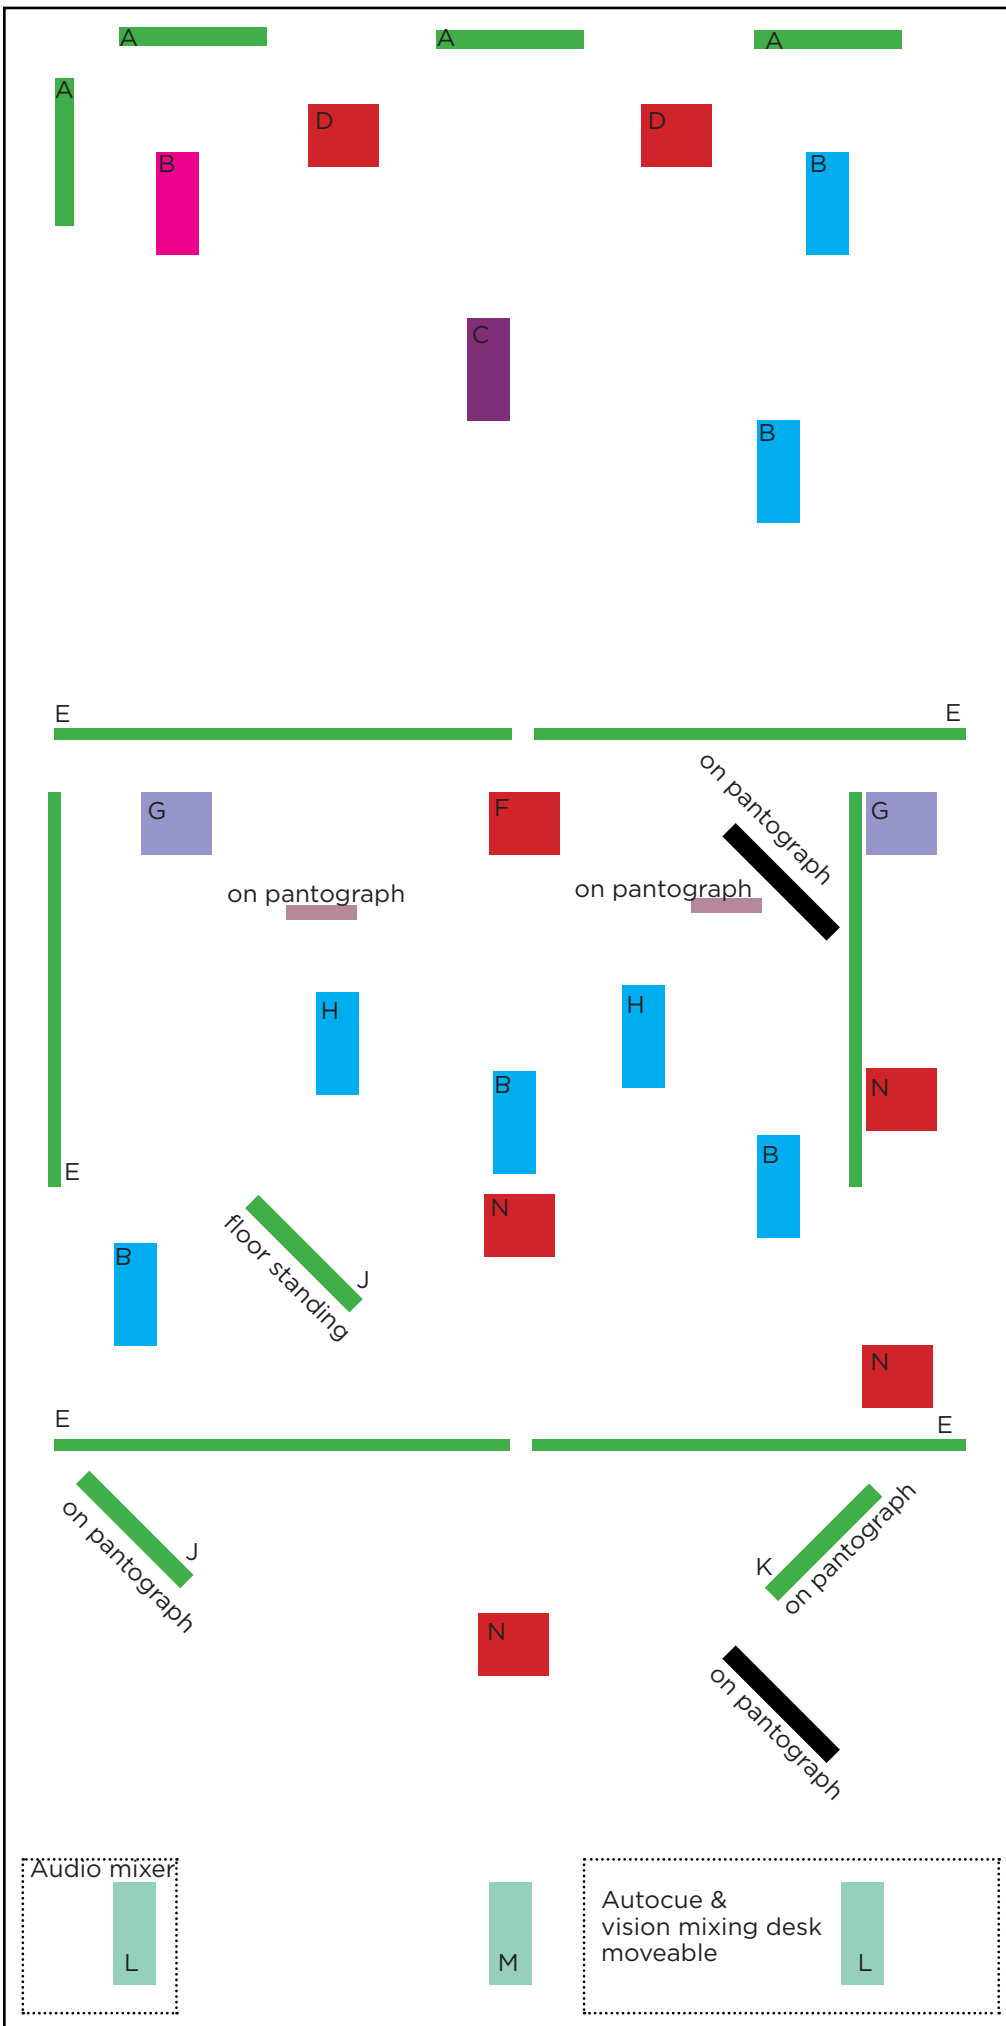 A
A
A
A
D
D
B
B
C
B
E
E
on pantograph
G
F
G
on pantograph
on pantograph
H
H
B
N
E
B
N
floor standing
J
B
N
E
E
on pantograph
J
K
on pantograph
N
on pantograph
Audio mixer
L
M
Autocue &
vision mixing desk
moveable
L